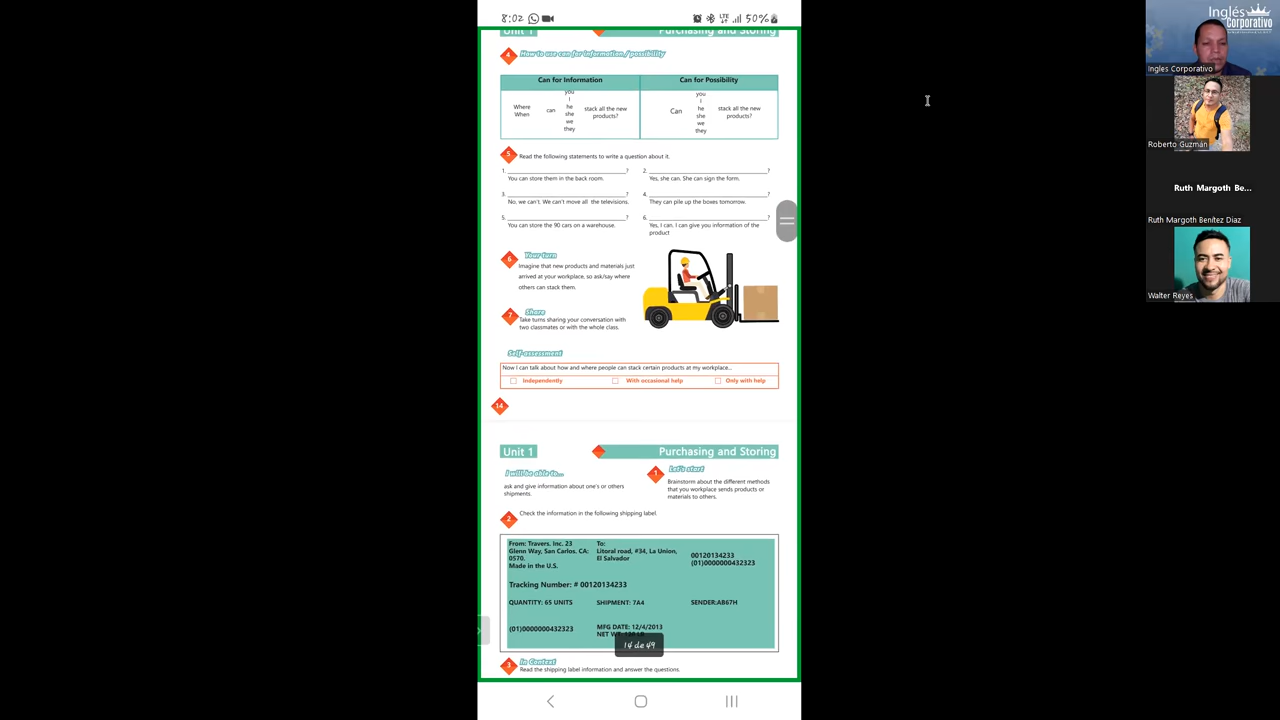 8:02
LTE
50%
Unit 1
Purchasing and Storing
4
How to use can for information/possibility
Can for Information
Can for Possibility
Where
When
can
you
I
he
she
we
they
stack all the new
products?
Can
you
I
he
she
we
they
stack all the new
products?
5
Read the following statements to write a question about it.
1. ______________________________?
You can store them in the back room.
2. ______________________________?
Yes, she can. She can sign the form.
3. ______________________________?
No, we can't. We can't move all the televisions.
4. ______________________________?
They can pile up the boxes tomorrow.
5. ______________________________?
You can store the 90 cars on a warehouse.
6. ______________________________?
Yes, I can. I can give you information of the
product
6
Your turn
Imagine that new products and materials just
arrived at your workplace, so ask/say where
others can stack them.
7
Share
Take turns sharing your conversation with
two classmates or with the whole class.
Self-assessment
Now I can talk about how and where people can stack certain products at my workplace...
Independently
With occasional help
Only with help
14
Unit 1
Purchasing and Storing
I will be able to...
ask and give information about one's or others
shipments.
1
Let's start
Brainstorm about the different methods
that you workplace sends products or
materials to others.
2
Check the information in the following shipping label.
From: Travers. Inc. 23
Glenn Way, San Carlos. CA:
0570.
Made in the U.S.
To:
Litoral road, #34, La Union,
El Salvador
00120134233
(01)0000000432323
Tracking Number: # 00120134233
QUANTITY: 65 UNITS
SHIPMENT: 7A4
SENDER:AB67H
(01)0000000432323
MFG DATE: 12/4/2013
NET
14 de 49
3
In Context
Read the shipping label information and answer the questions.
Inglés
Corporativo
Ingles Corporativo
Roberto Guzmán
Ruth Margoth Be...
Ruth Margoth Benítez Diaz
Walter Reyes